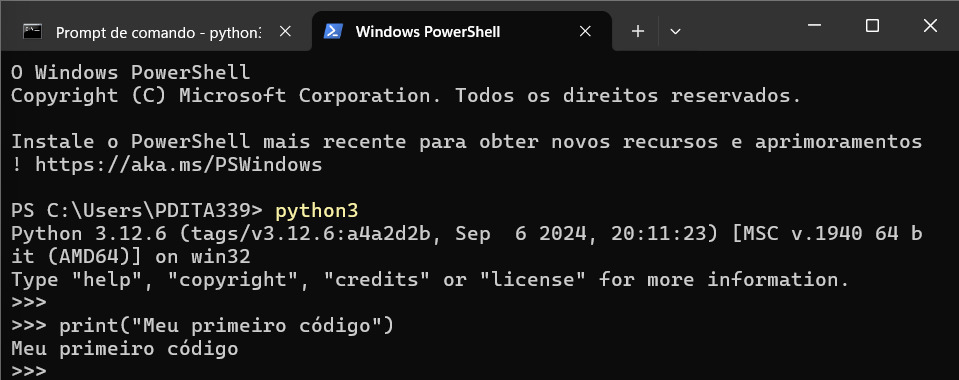 Prompt de comando - python3
Windows PowerShell
O Windows PowerShell
Copyright (C) Microsoft Corporation. Todos os direitos reservados.
Instale o PowerShell mais recente para obter novos recursos e aprimoramentos
! https://aka.ms/PSWindows
PS C:\Users\PDITA339> python3
Python 3.12.6 (tags/v3.12.6:a4a2d2b, Sep  6 2024, 20:11:23) [MSC v.1940 64 b
it (AMD64)] on win32
Type "help", "copyright", "credits" or "license" for more information.
>>>
>>> print("Meu primeiro código")
Meu primeiro código
>>>